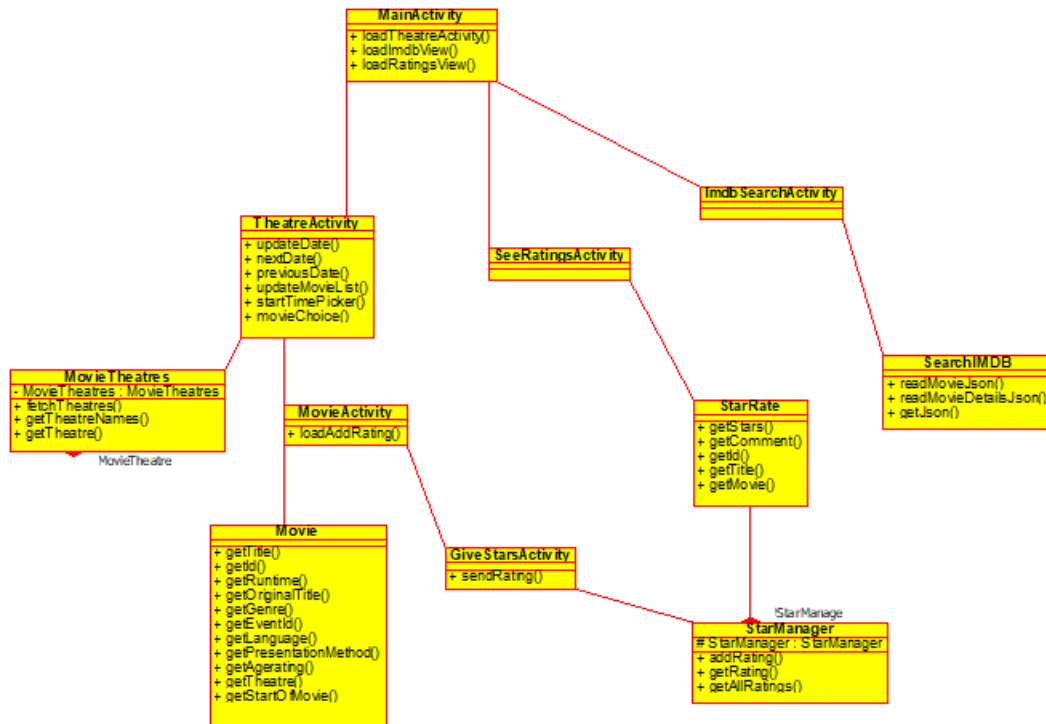 MainActivity
+ loadTheatreActivity()
+ loadImdbView()
+ loadRatingsView()
ImdbSearchActivity
TheatreActivity
+ updateDate()
+ nextDate()
+ previousDate()
+ updateMovieList()
+ startTimePicker()
+ movieChoice()
SeeRatingsActivity
SearchIMDB
+ readMovieJson()
+ readMovieDetailsJson()
+ getJson()
MovieTheatres
- MovieTheatres : MovieTheatres
+ fetchTheatres()
+ getTheatreNames()
+ getTheatre()
MovieTheatre
MovieActivity
+ loadAddRating()
StarRate
+ getStars()
+ getComment()
+ getId()
+ getTitle()
+ getMovie()
Movie
+ getTitle()
+ getId()
+ getRuntime()
+ getOriginalTitle()
+ getGenre()
+ getEventId()
+ getLanguage()
+ getPresentationMethod()
+ getAgerating()
+ getTheatre()
+ getStartOfMovie()
GiveStarsActivity
+ sendRating()
!StarManage
StarManager
# StarManager : StarManager
+ addRating()
+ getRating()
+ getAllRatings()